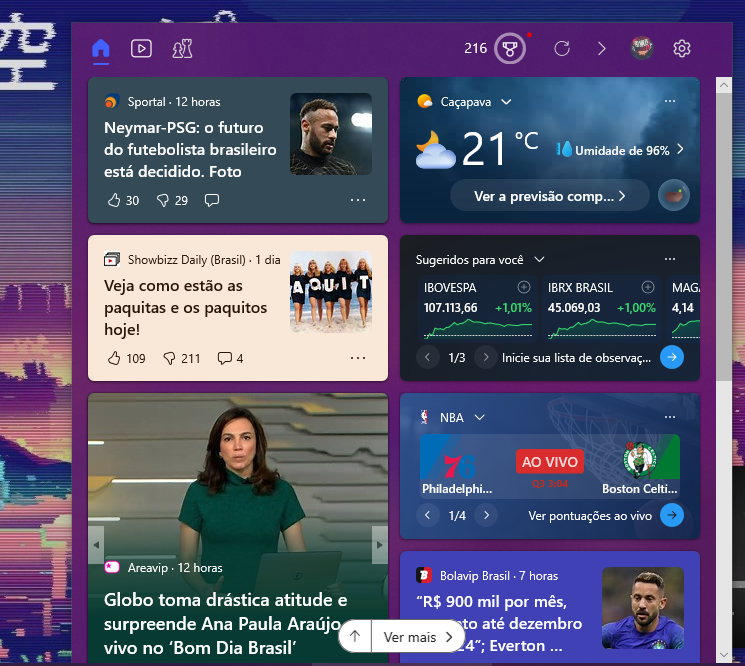 空
216
Sportal · 12 horas
Neymar-PSG: o futuro
do futebolista brasileiro
está decidido. Foto
30
29
Showbizz Daily (Brasil) · 1 dia
Veja como estão as
paquitas e os paquitos
hoje!
PAQUIT
109
211
4
Areavip · 12 horas
Globo toma drástica atitude e
surpreende Ana Paula Araújo
vivo no ‘Bom Dia Brasil’
Caçapava
21 °C
Umidade de 96%
Ver a previsão comp...
Sugeridos para você
IBOVESPA
107.113,66 +1,01%
IBRX BRASIL
45.069,03 +1,00%
MAGA
4,14
1/3
Inicie sua lista de observaç...
NBA
76
AO VIVO
Q3 3:04
Philadelphi...
Boston Celti...
1/4
Ver pontuações ao vivo
Bolavip Brasil · 7 horas
“R$ 900 mil por mês,
até dezembro
24”; Everton ...
Ver mais